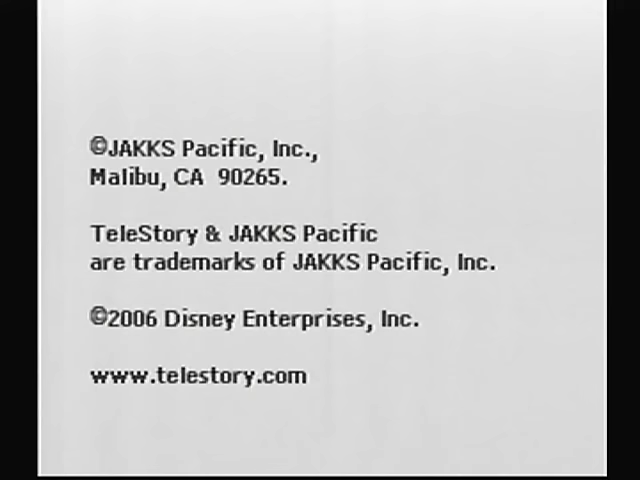 ©JAKKS Pacific, Inc.,
Malibu, CA  90265.
TeleStory & JAKKS Pacific
are trademarks of JAKKS Pacific, Inc.
©2006 Disney Enterprises, Inc.
www.telestory.com